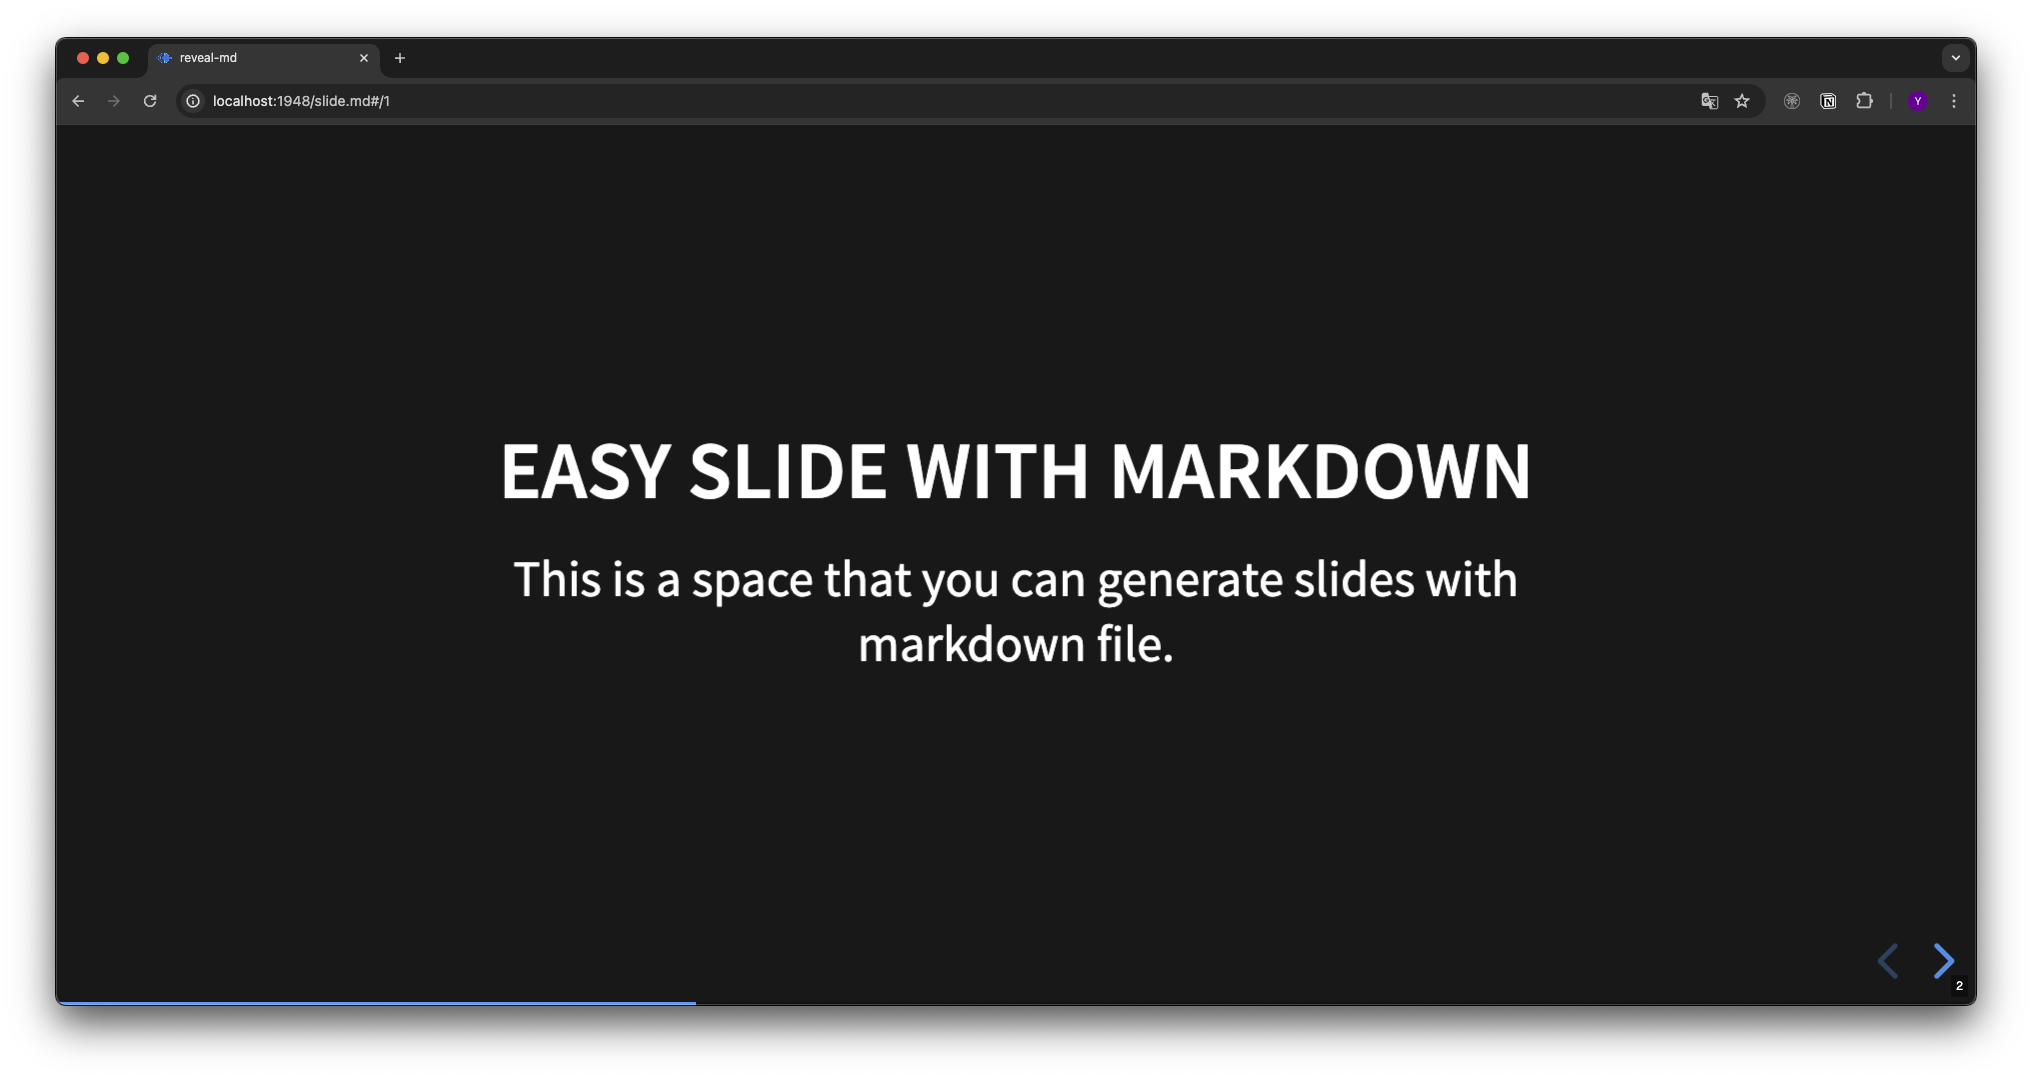 reveal-md
localhost:1948/slide.md#/1
Y
EASY SLIDE WITH MARKDOWN
This is a space that you can generate slides with
markdown file.
2